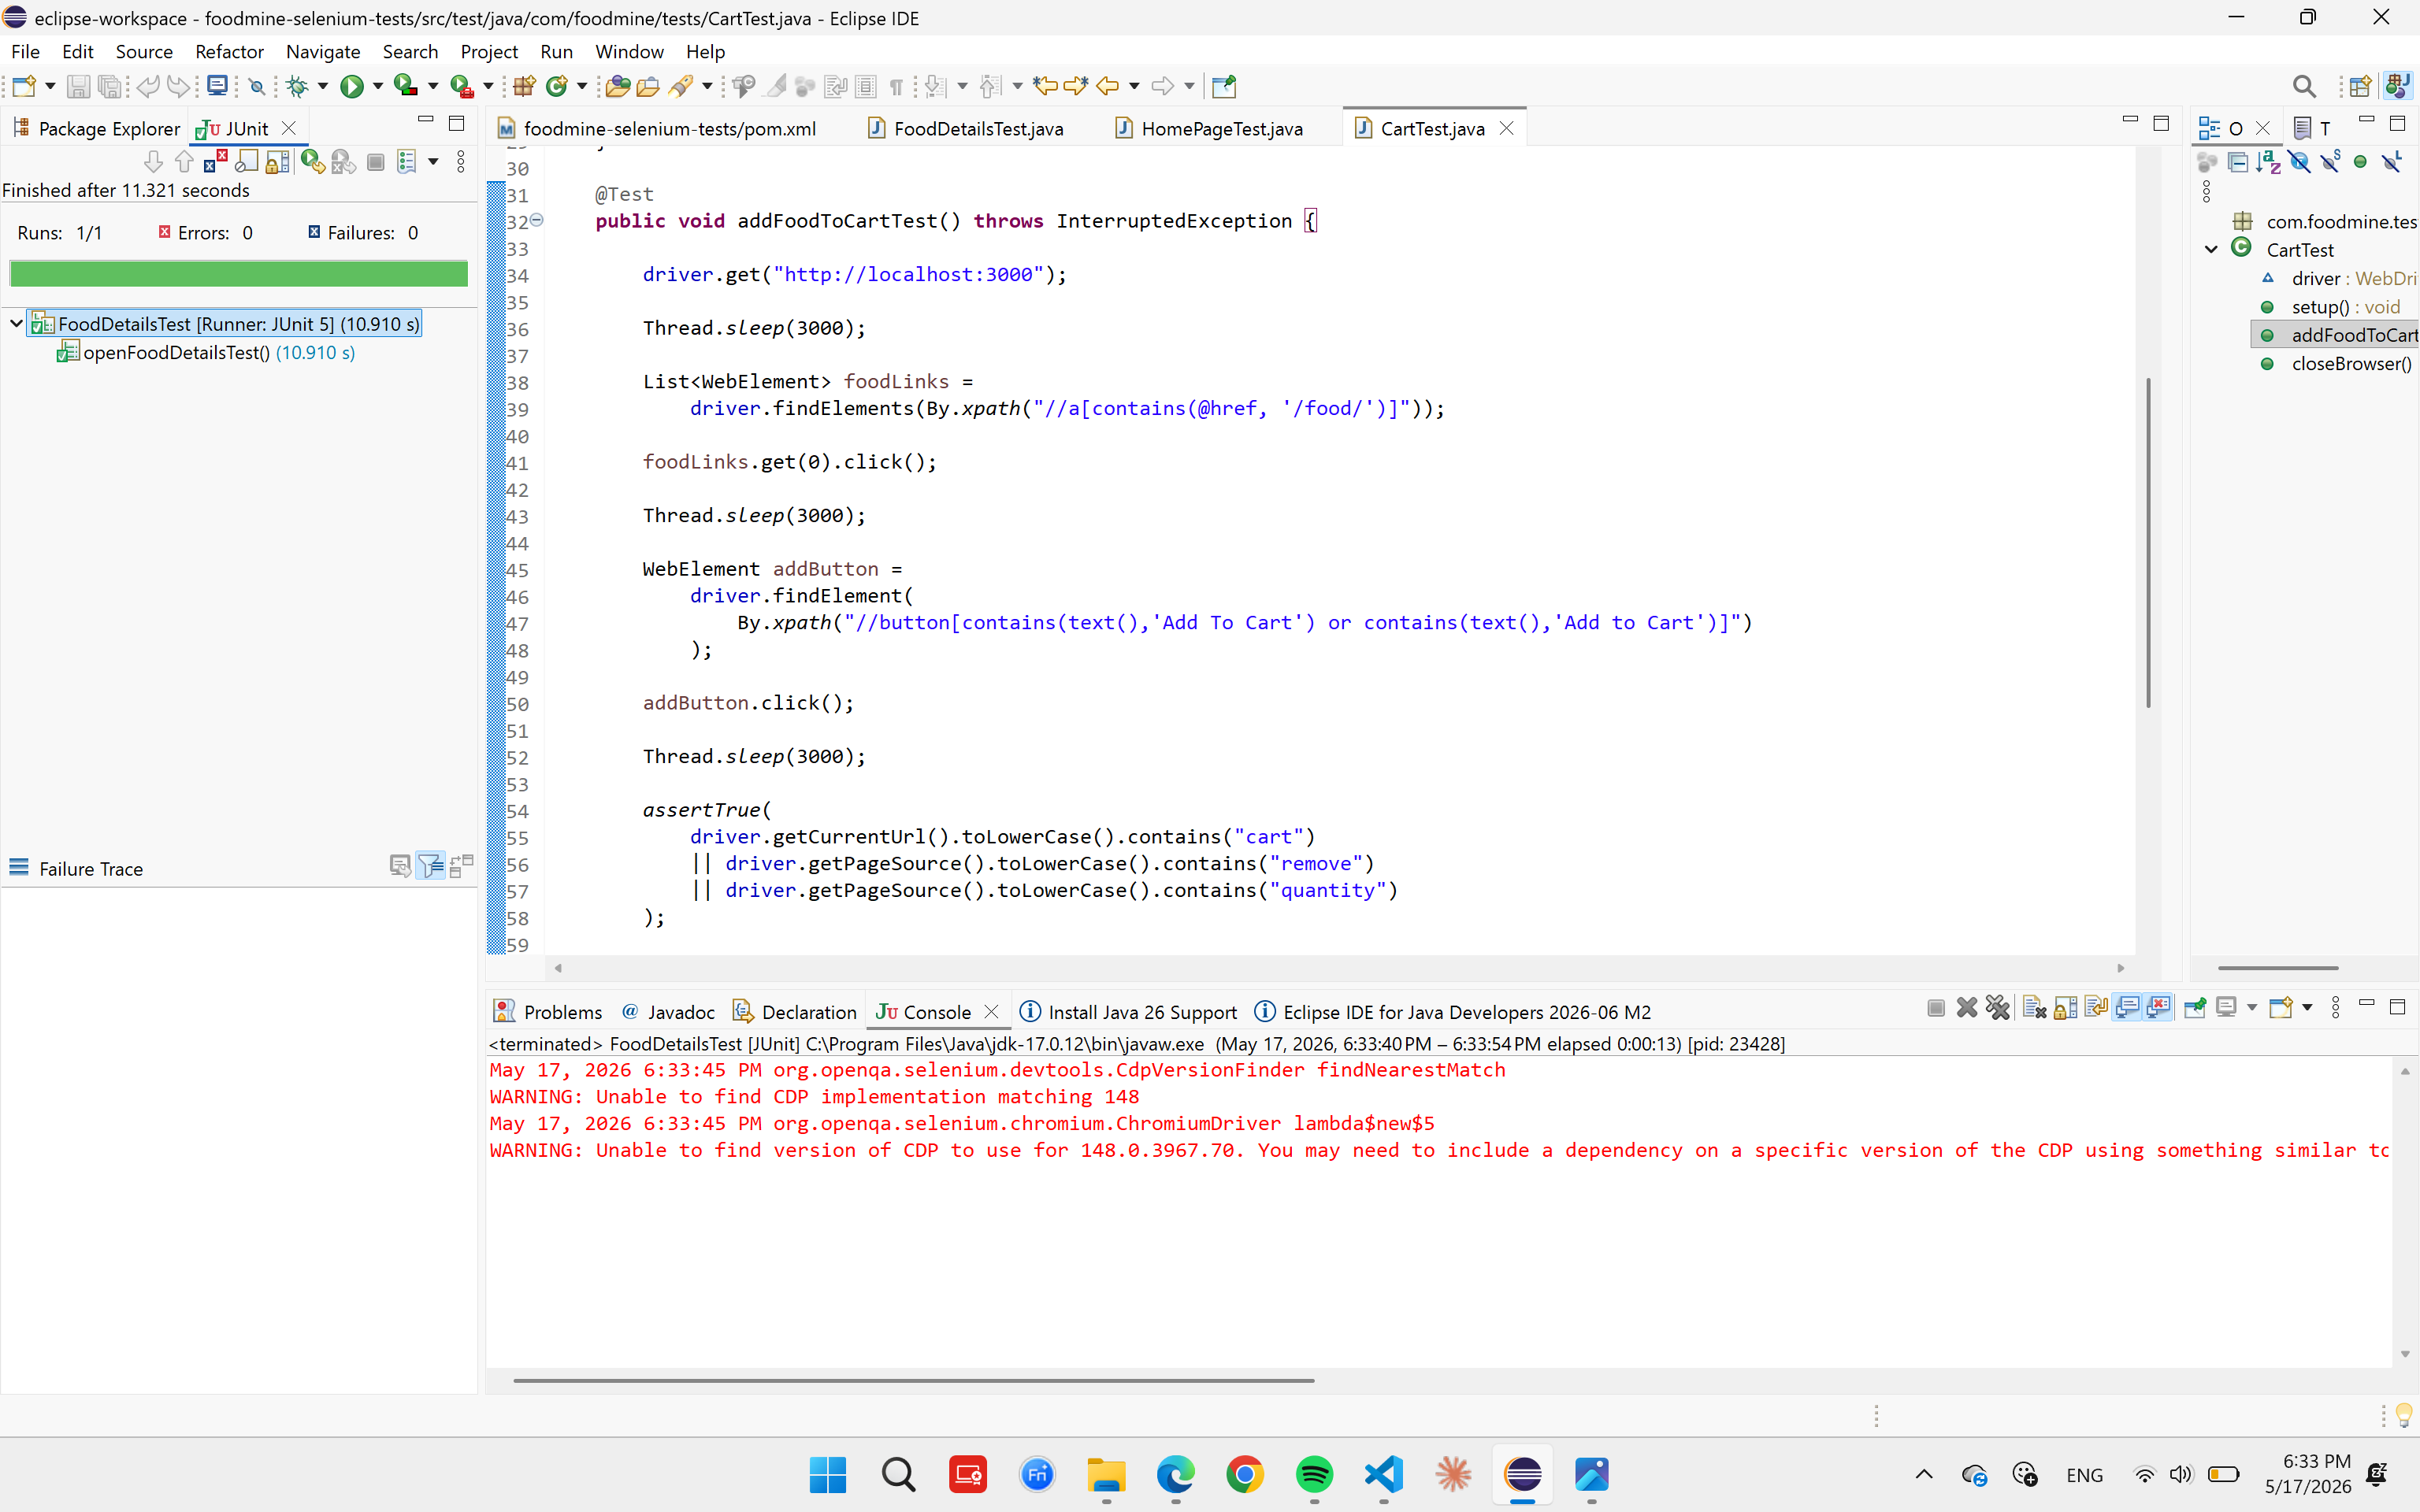 eclipse-workspace - foodmine-selenium-tests/src/test/java/com/foodmine/tests/CartTest.java - Eclipse IDE
File Edit Source Refactor Navigate Search Project Run Window Help
Package Explorer JUnit
foodmine-selenium-tests/pom.xml FoodDetailsTest.java HomePageTest.java CartTest.java
O T
Finished after 11.321 seconds
Runs: 1/1 Errors: 0 Failures: 0
FoodDetailsTest [Runner: JUnit 5] (10.910 s)
openFoodDetailsTest() (10.910 s)
Failure Trace
30
31 @Test
32 public void addFoodToCartTest() throws InterruptedException {
33
34 driver.get("http://localhost:3000");
35
36 Thread.sleep(3000);
37
38 List<WebElement> foodLinks =
39 driver.findElements(By.xpath("//a[contains(@href, '/food/')]"));
40
41 foodLinks.get(0).click();
42
43 Thread.sleep(3000);
44
45 WebElement addButton =
46 driver.findElement(
47 By.xpath("//button[contains(text(),'Add To Cart') or contains(text(),'Add to Cart')]")
48 );
49
50 addButton.click();
51
52 Thread.sleep(3000);
53
54 assertTrue(
55 driver.getCurrentUrl().toLowerCase().contains("cart")
56 || driver.getPageSource().toLowerCase().contains("remove")
57 || driver.getPageSource().toLowerCase().contains("quantity")
58 );
59
com.foodmine.tes
CartTest
driver : WebDri
setup() : void
addFoodToCart
closeBrowser()
Problems Javadoc Declaration Console Install Java 26 Support Eclipse IDE for Java Developers 2026-06 M2
<terminated> FoodDetailsTest [JUnit] C:\Program Files\Java\jdk-17.0.12\bin\javaw.exe (May 17, 2026, 6:33:40 PM – 6:33:54 PM elapsed 0:00:13) [pid: 23428]
May 17, 2026 6:33:45 PM org.openqa.selenium.devtools.CdpVersionFinder findNearestMatch
WARNING: Unable to find CDP implementation matching 148
May 17, 2026 6:33:45 PM org.openqa.selenium.chromium.ChromiumDriver lambda$new$5
WARNING: Unable to find version of CDP to use for 148.0.3967.70. You may need to include a dependency on a specific version of the CDP using something similar to
ENG
6:33 PM
5/17/2026